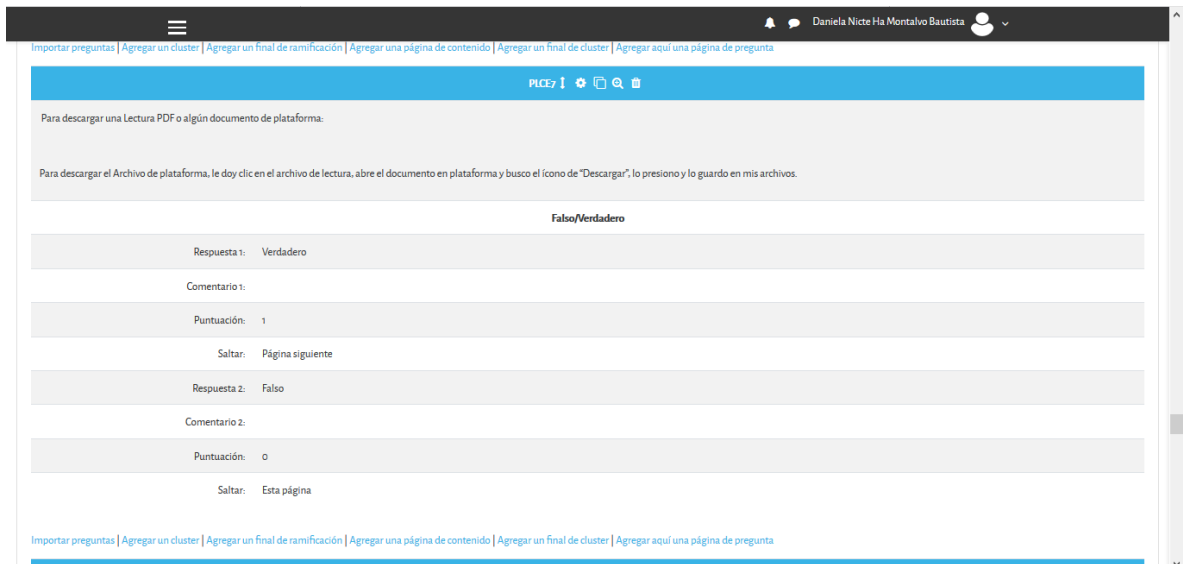 Daniela Nicte Ha Montalvo Bautista
Importar preguntas | Agregar un cluster | Agregar un final de ramificación | Agregar una página de contenido | Agregar un final de cluster | Agregar aquí una página de pregunta
PLCE7
Para descargar una Lectura PDF o algún documento de plataforma:
Para descargar el Archivo de plataforma, le doy clic en el archivo de lectura, abre el documento en plataforma y busco el ícono de "Descargar", lo presiono y lo guardo en mis archivos.
Falso/Verdadero
Respuesta 1: Verdadero
Comentario 1:
Puntuación: 1
Saltar: Página siguiente
Respuesta 2: Falso
Comentario 2:
Puntuación: 0
Saltar: Esta página
Importar preguntas | Agregar un cluster | Agregar un final de ramificación | Agregar una página de contenido | Agregar un final de cluster | Agregar aquí una página de pregunta